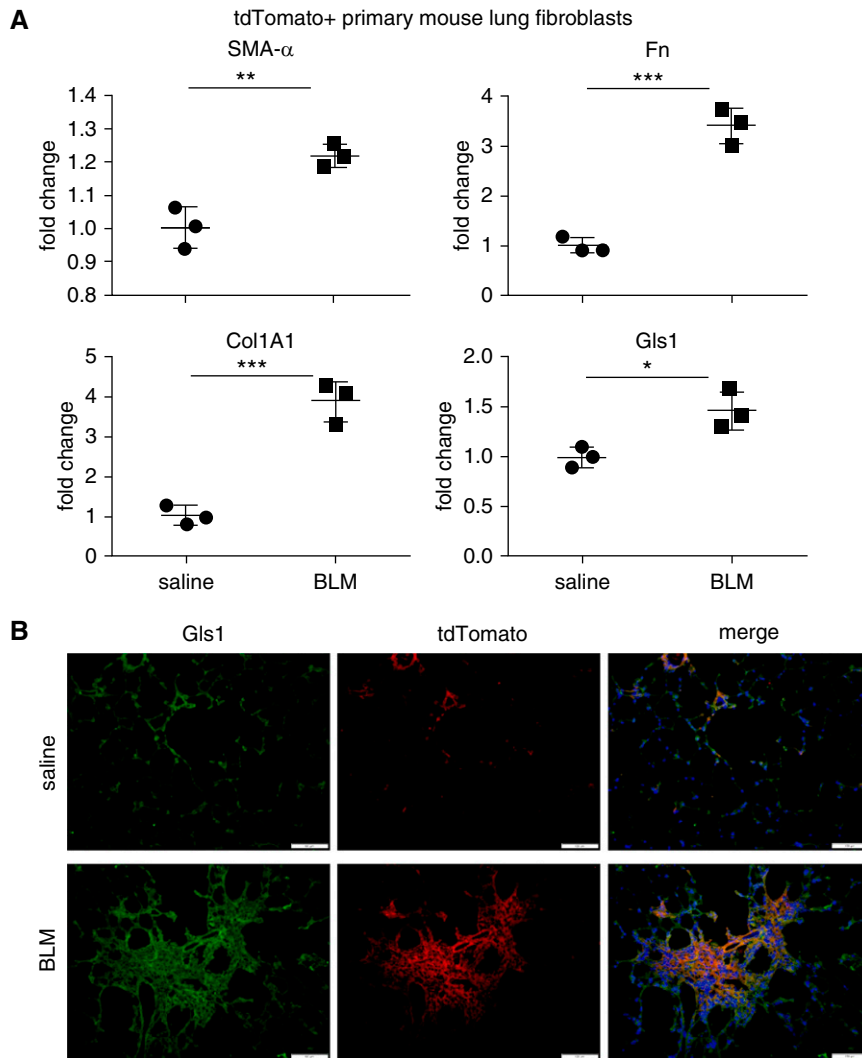 A
tdTomato+ primary mouse lung fibroblasts
SMA-α
**
fold change
1.4
1.3
1.2
1.1
1.0
0.9
0.8
Fn
***
fold change
4
3
2
1
0
Col1A1
***
fold change
5
4
3
2
1
0
saline
BLM
Gls1
*
fold change
2.0
1.5
1.0
0.5
0.0
saline
BLM
B
Gls1
tdTomato
merge
saline
BLM